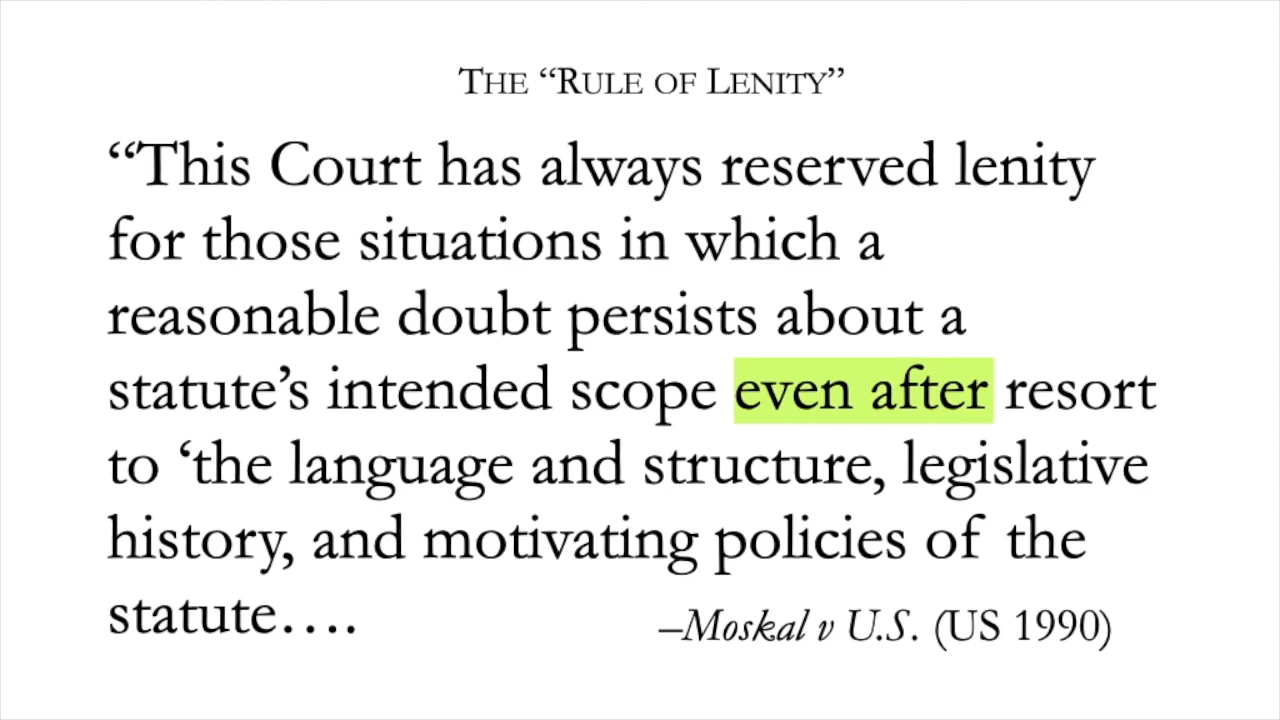 THE “RULE OF LENITY”
“This Court has always reserved lenity
for those situations in which a
reasonable doubt persists about a
statute’s intended scope even after resort
to ‘the language and structure, legislative
history, and motivating policies of the
statute….
–Moskal v U.S. (US 1990)